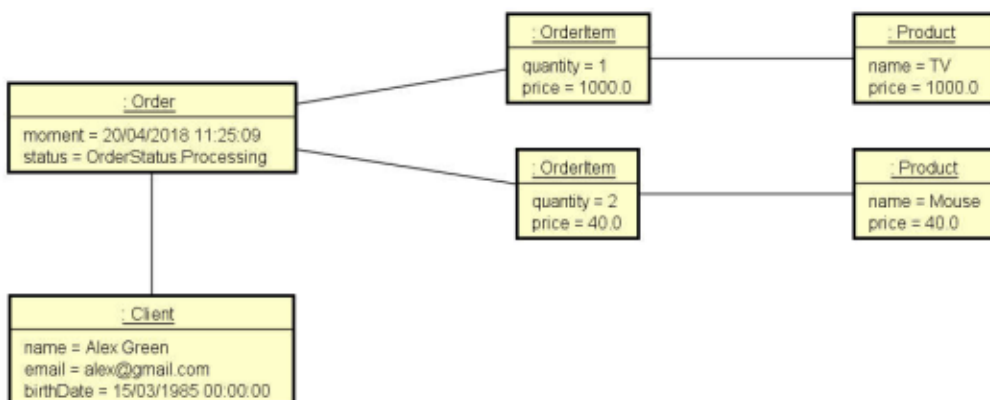 : Order
moment = 20/04/2018 11:25:09
status = OrderStatus.Processing
: OrderItem
quantity = 1
price = 1000.0
: Product
name = TV
price = 1000.0
: OrderItem
quantity = 2
price = 40.0
: Product
name = Mouse
price = 40.0
: Client
name = Alex Green
email = alex@gmail.com
birthDate = 15/03/1985 00:00:00